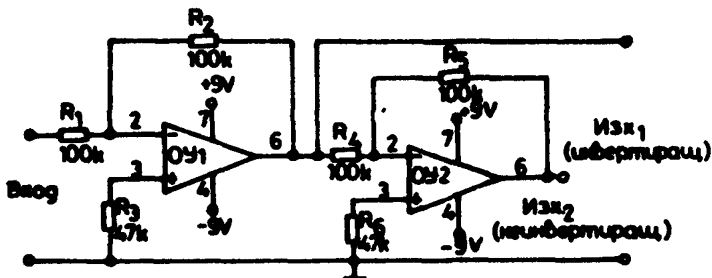 R2
100k
+9V
R1
100k
2
3
7
4
ОУ1
6
-9V
Вход
R3
47k
R4
100k
R5
100k
+9V
2
3
7
4
ОУ2
6
-9V
R6
47k
Изх1
(инвертиращ)
Изх2
(неинвертиращ)